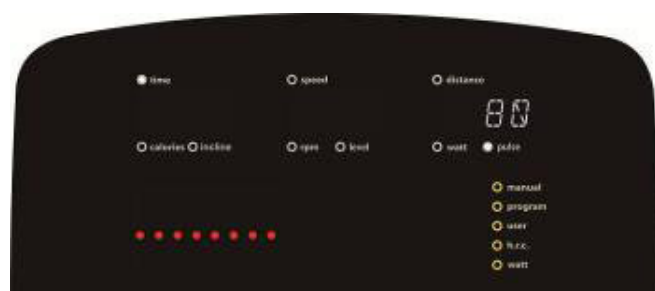 time speed distance
80
calories incline rpm level watt pulse
manual
program
user
h.r.c.
watt